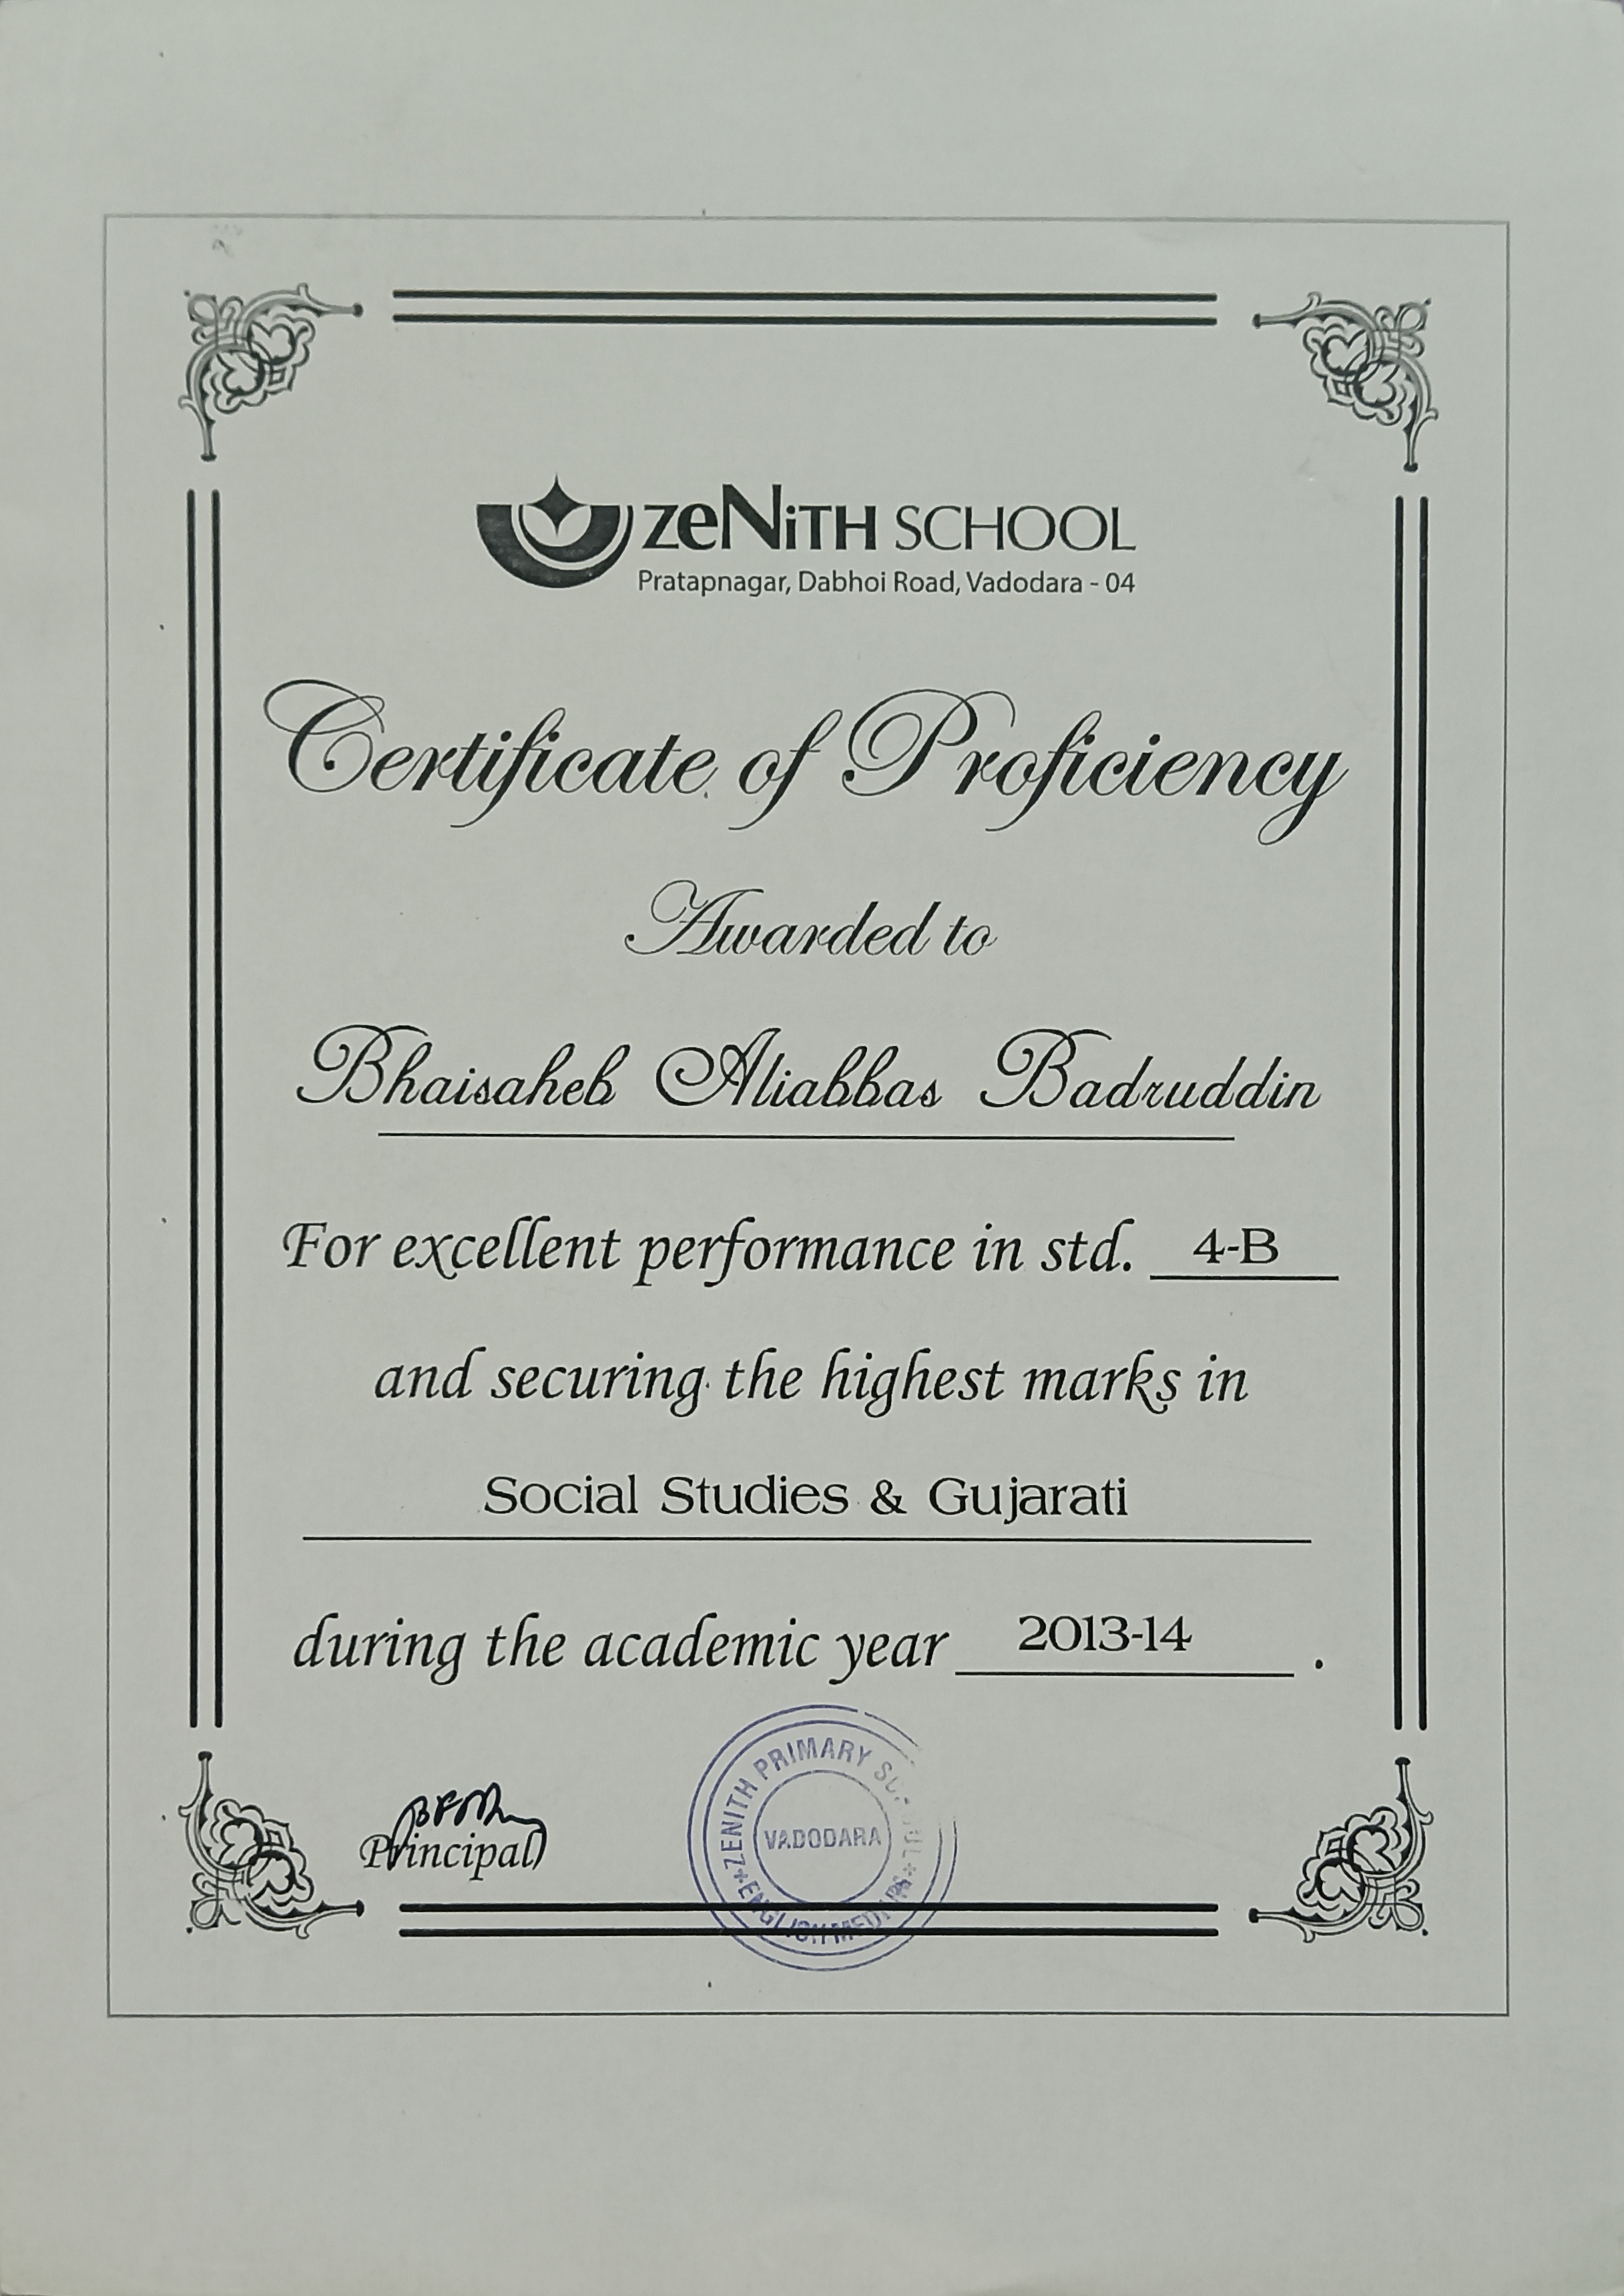 zeNiTH SCHOOL
Pratapnagar, Dabhoi Road, Vadodara - 04
Certificate of Proficiency
Awarded to
Bhaisaheb Aliabbas Badruddin
For excellent performance in std. 4-B
and securing the highest marks in
Social Studies & Gujarati
during the academic year 2013-14 .
Principal
ZENITH PRIMARY SCHOOL
VADODARA
ENGLISH MEDIUM